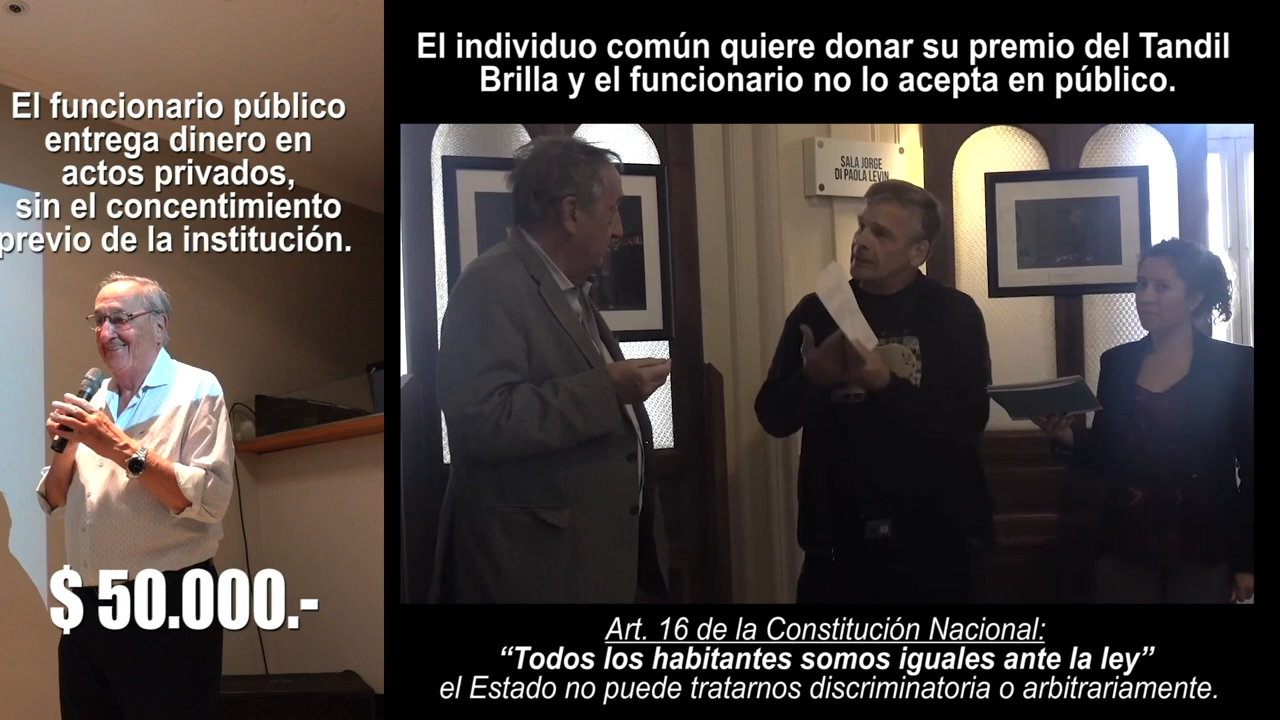 El funcionario público
entrega dinero en
actos privados,
sin el concentimiento
previo de la institución.
$ 50.000.-
El individuo común quiere donar su premio del Tandil
Brilla y el funcionario no lo acepta en público.
SALA JORGE
DI PAOLA LEVIN
Art. 16 de la Constitución Nacional:
“Todos los habitantes somos iguales ante la ley”
el Estado no puede tratarnos discriminatoria o arbitrariamente.